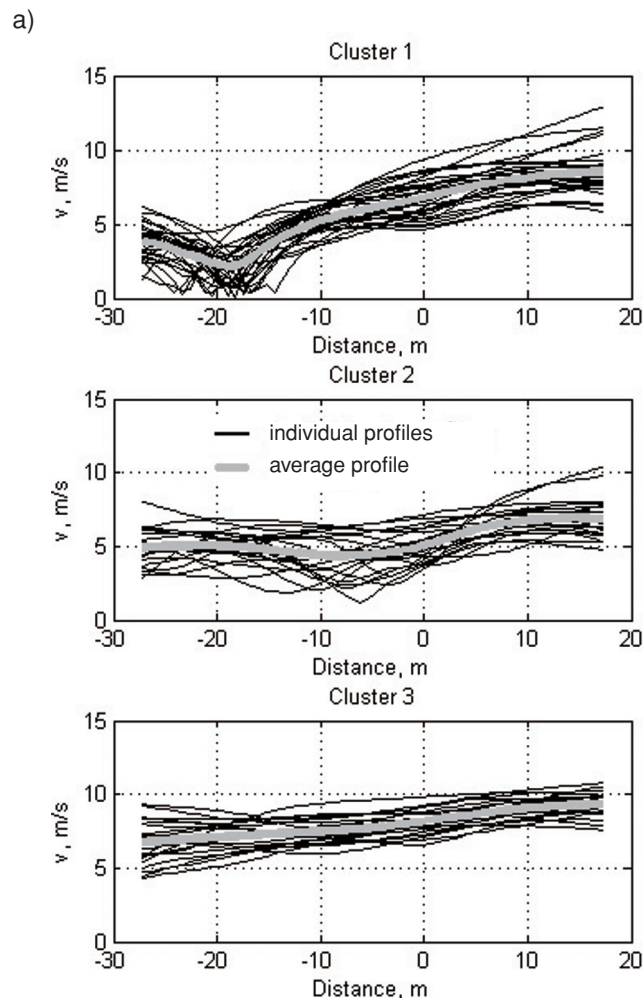 a)
Cluster 1
15
10
5
0
v, m/s
-30 -20 -10 0 10 20
Distance, m
Cluster 2
15
10
5
0
v, m/s
individual profiles
average profile
-30 -20 -10 0 10 20
Distance, m
Cluster 3
15
10
5
0
v, m/s
-30 -20 -10 0 10 20
Distance, m